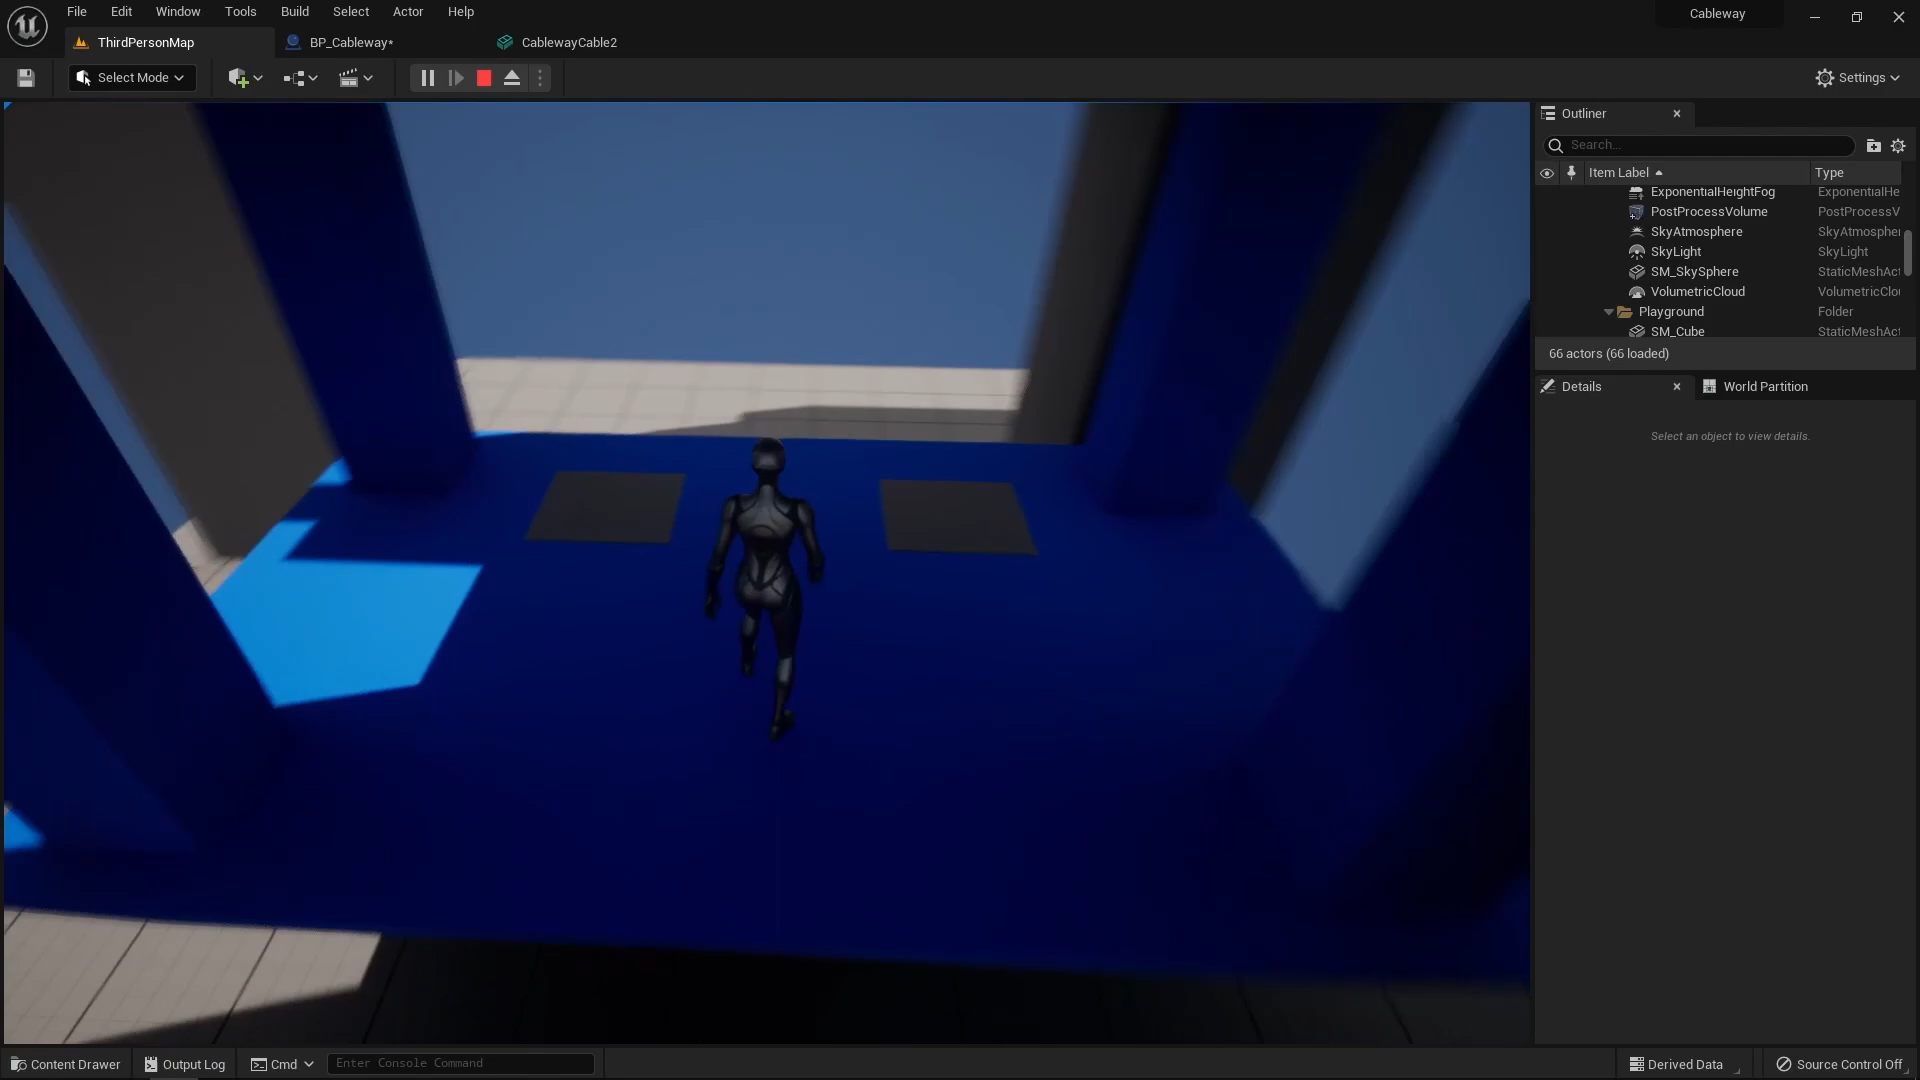 File Edit Window Tools Build Select Actor Help
Cableway
ThirdPersonMap
BP_Cableway*
CablewayCable2
Select Mode
Settings
Outliner
Search...
Item Label
Type
ExponentialHeightFog ExponentialHe
PostProcessVolume PostProcessV
SkyAtmosphere SkyAtmospher
SkyLight SkyLight
SM_SkySphere StaticMeshAct
VolumetricCloud VolumetricClou
Playground Folder
SM_Cube StaticMeshAct
66 actors (66 loaded)
Details
World Partition
Select an object to view details.
Content Drawer
Output Log
Cmd
Enter Console Command
Derived Data
Source Control Off